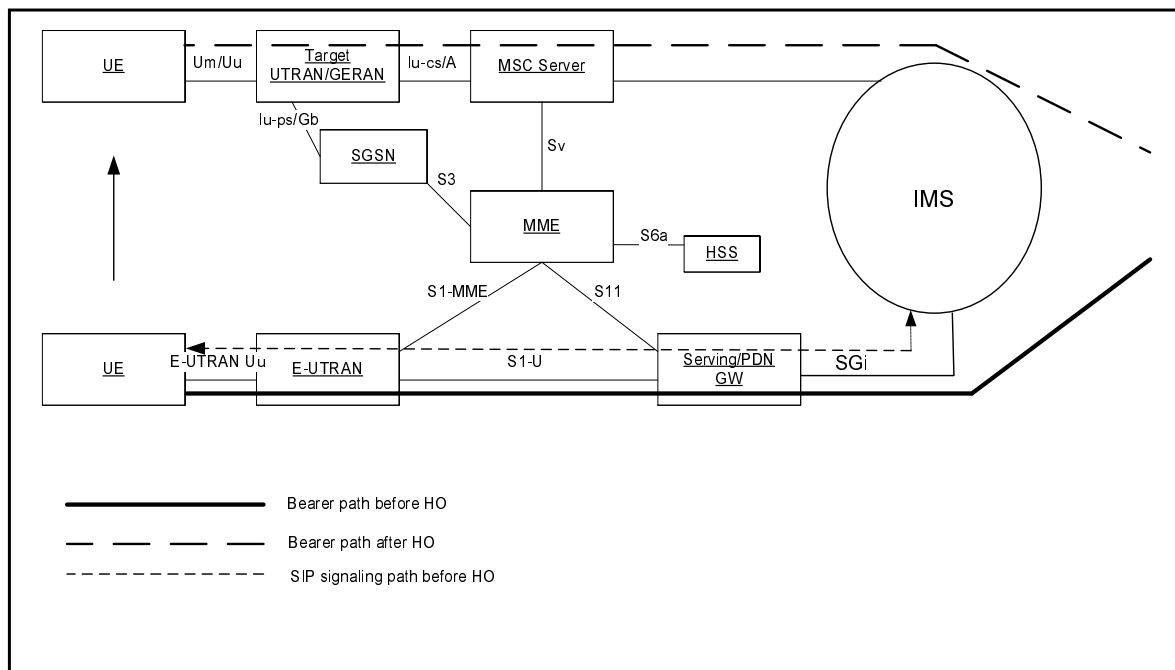 UE
Um/Uu
Target
UTRAN/GERAN
Iu-cs/A
MSC Server
Iu-ps/Gb
SGSN
S3
Sv
MME
S6a
HSS
IMS
S1-MME
S11
UE
E-UTRAN Uu
E-UTRAN
S1-U
Serving/PDN
GW
SGi
Bearer path before HO
Bearer path after HO
SIP signaling path before HO